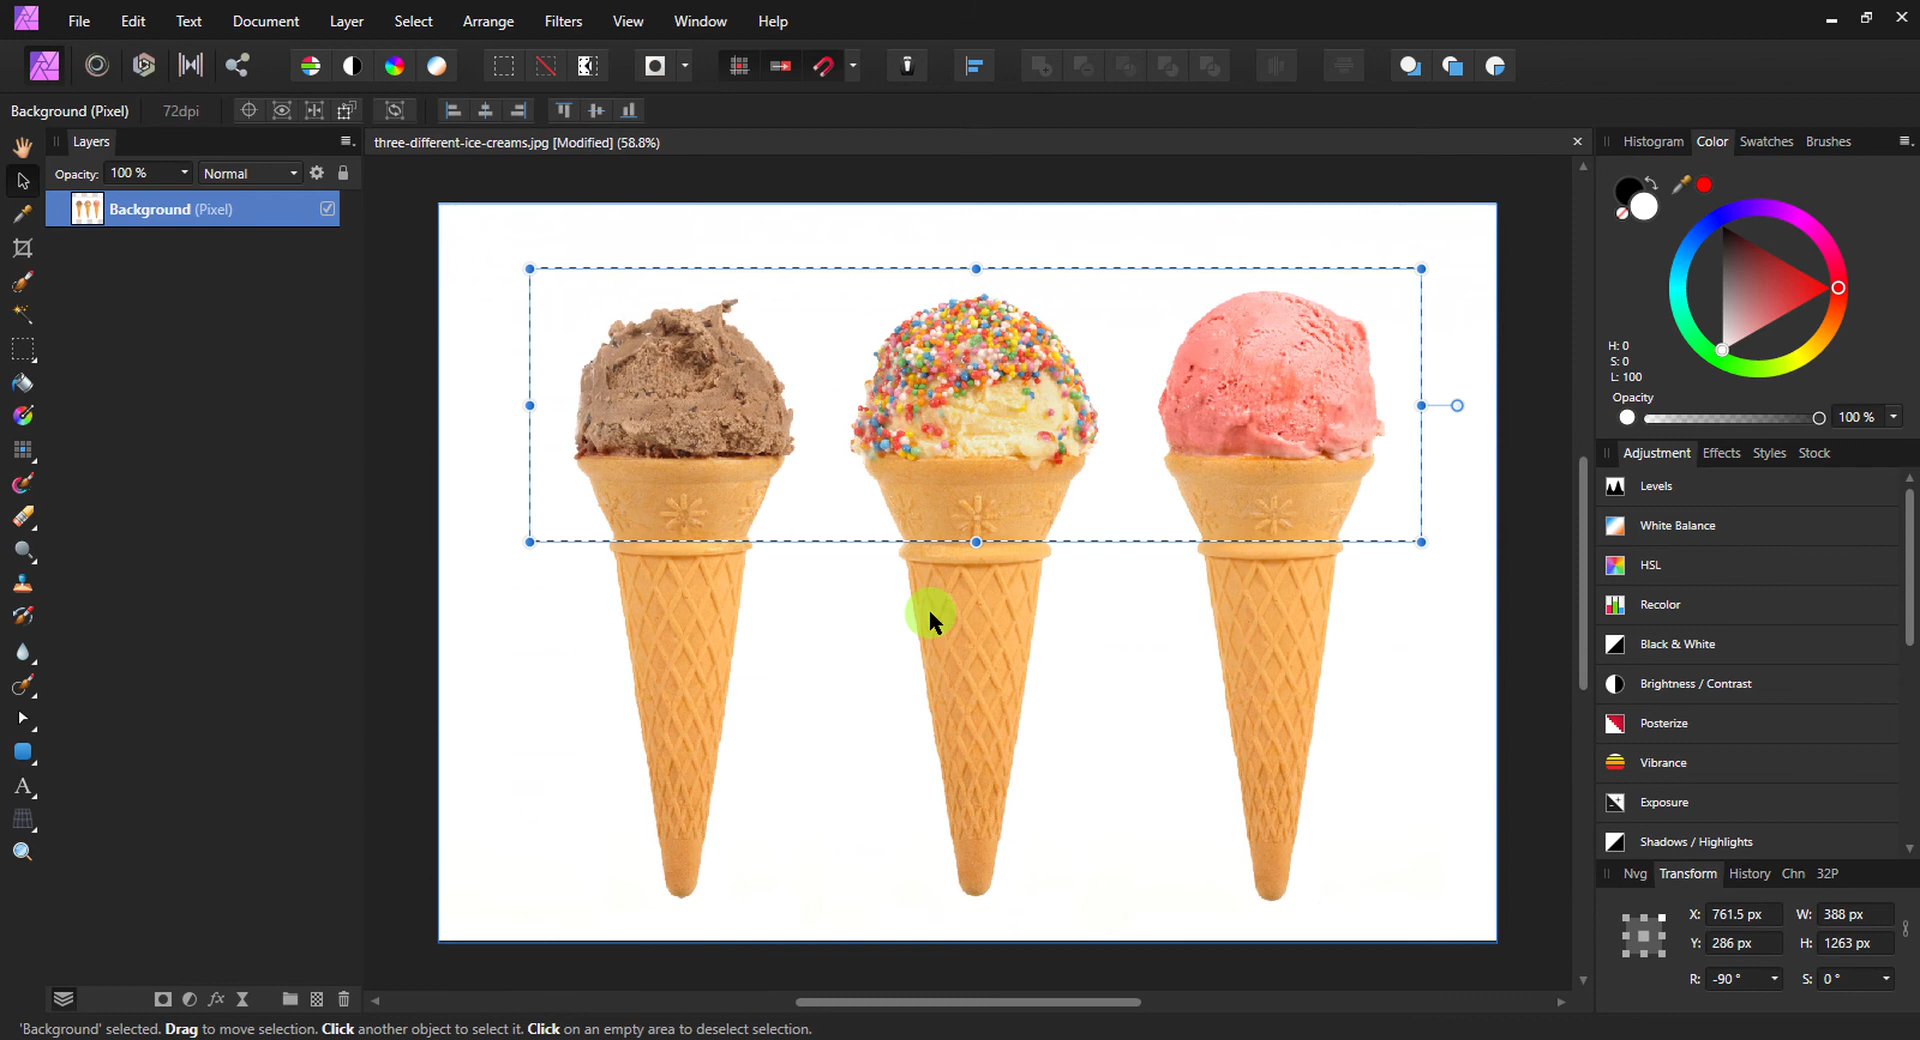 File Edit Text Document Layer Select Arrange Filters View Window Help
Background (Pixel) 72dpi
Layers
three-different-ice-creams.jpg [Modified] (58.8%)
Histogram Color Swatches Brushes
Opacity: 100 % Normal
Background (Pixel)
H: 0
S: 0
L: 100
Opacity
100 %
Adjustment Effects Styles Stock
Levels
White Balance
HSL
Recolor
Black & White
Brightness / Contrast
Posterize
Vibrance
Exposure
Shadows / Highlights
Nvg Transform History Chn 32P
X: 761.5 px W: 388 px
Y: 286 px H: 1263 px
R: -90 ° S: 0 °
fx
'Background' selected. Drag to move selection. Click another object to select it. Click on an empty area to deselect selection.